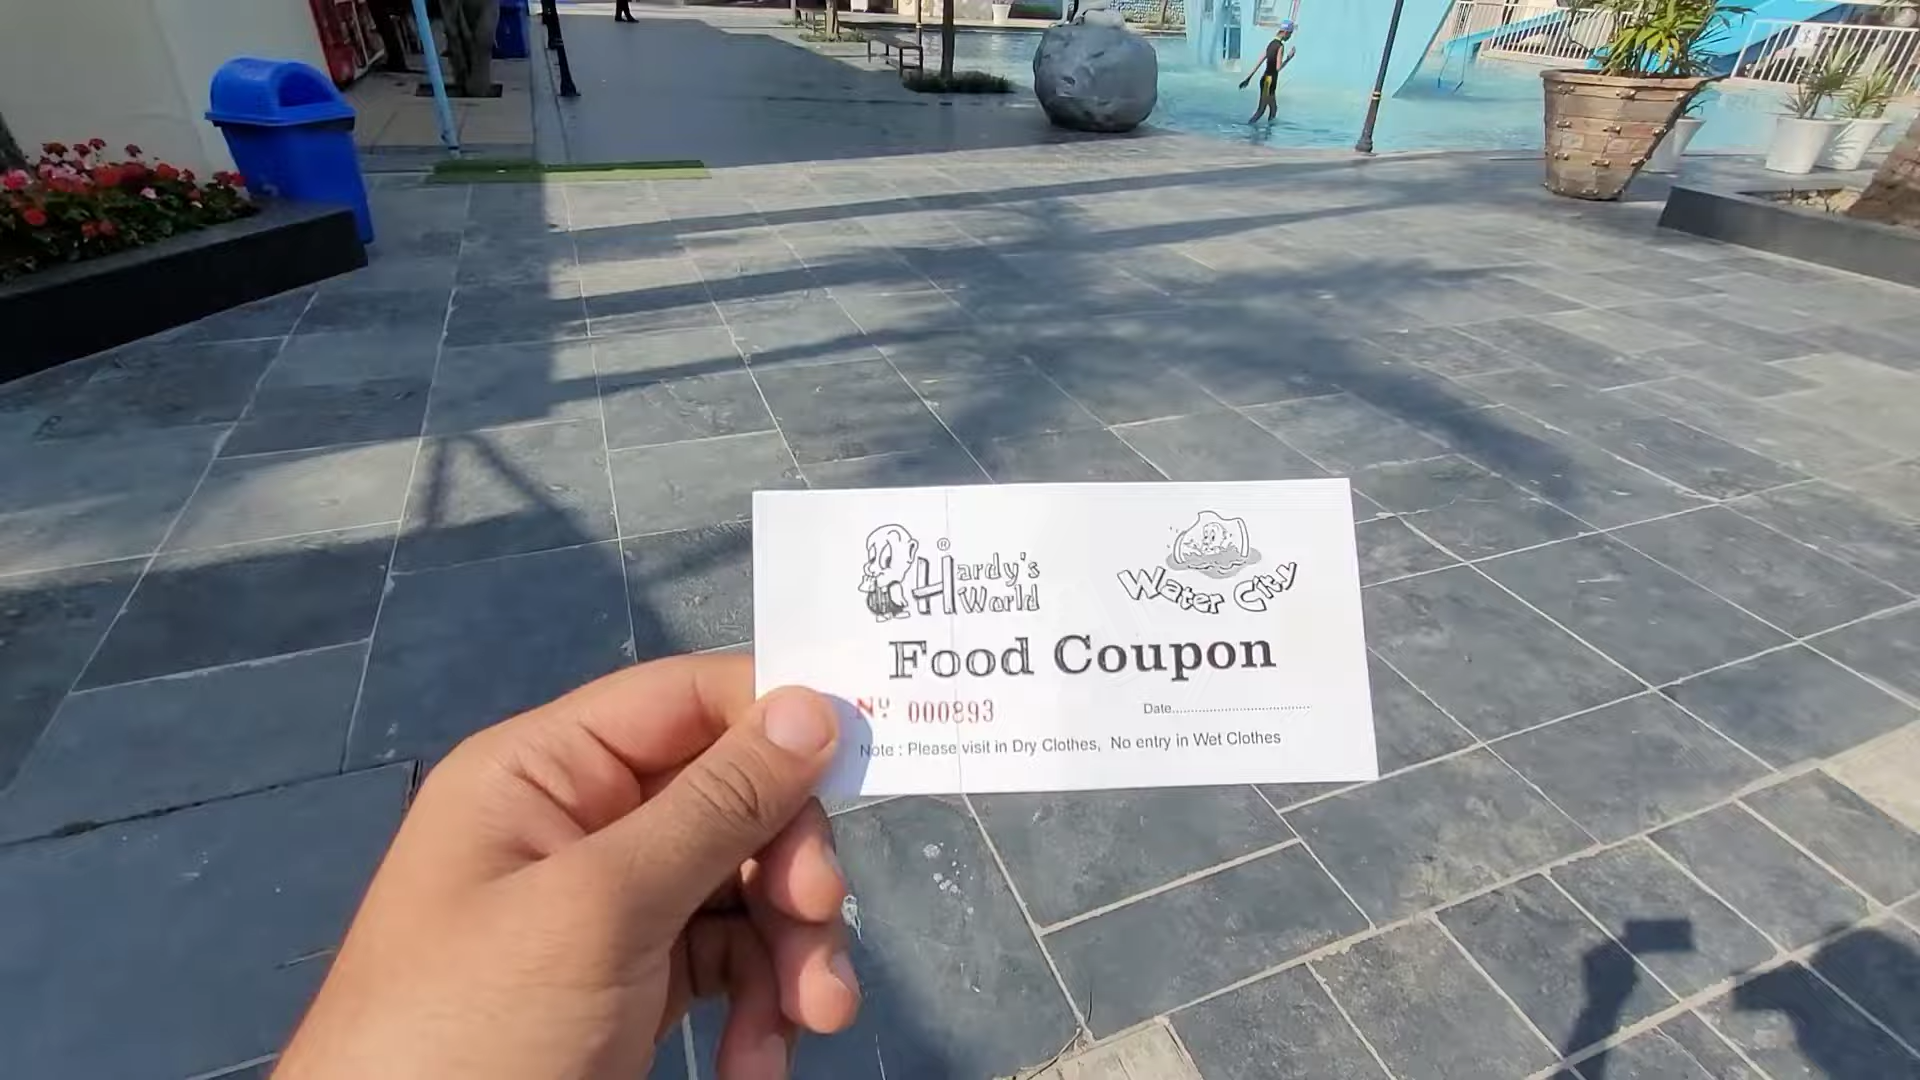 Hardy's World ®
Water City
Food Coupon
Nº 000893 Date....................................
Note : Please visit in Dry Clothes, No entry in Wet Clothes